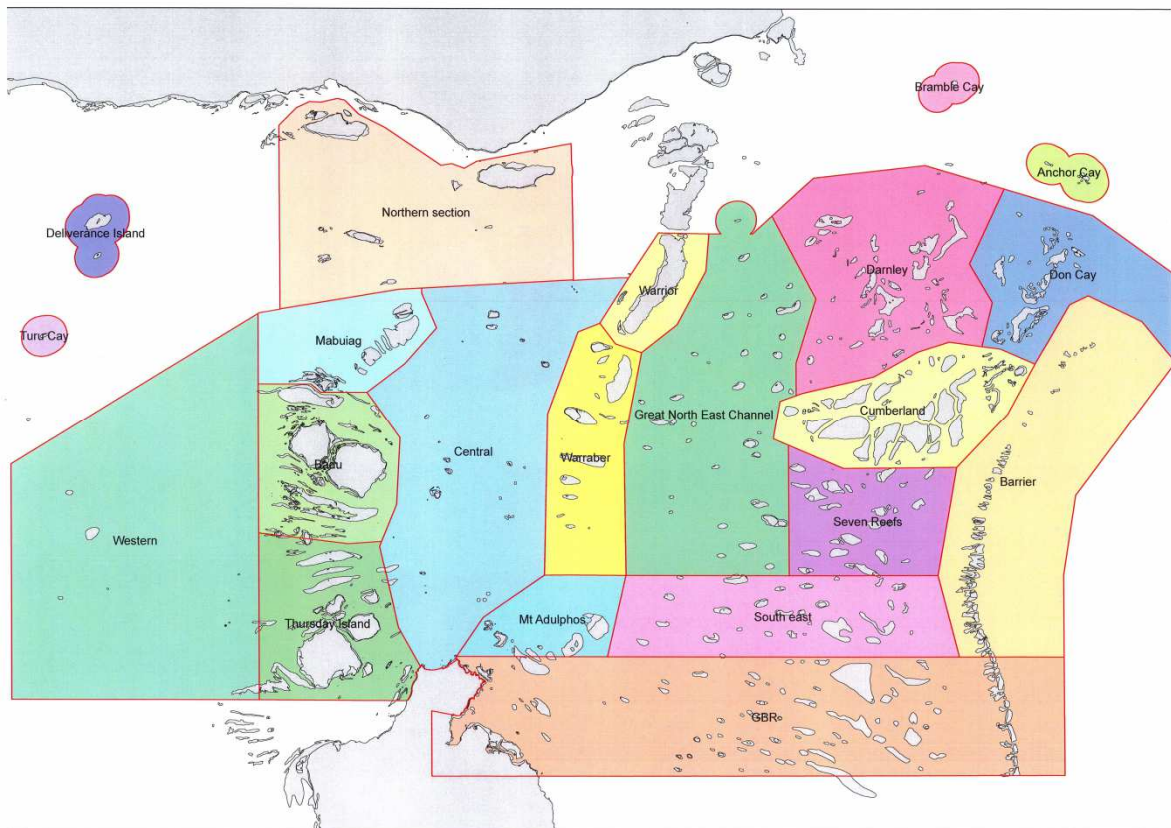 Bramble Cay
Anchor Cay
Northern section
Deliverance Island
Darnley
Don Cay
Warrior
Turu Cay
Mabuiag
Great North East Channel
Cumberland
Central
Warraber
Badu
Barrier
Seven Reefs
Western
Thursday Island
Mt Adulphos
South east
GBR